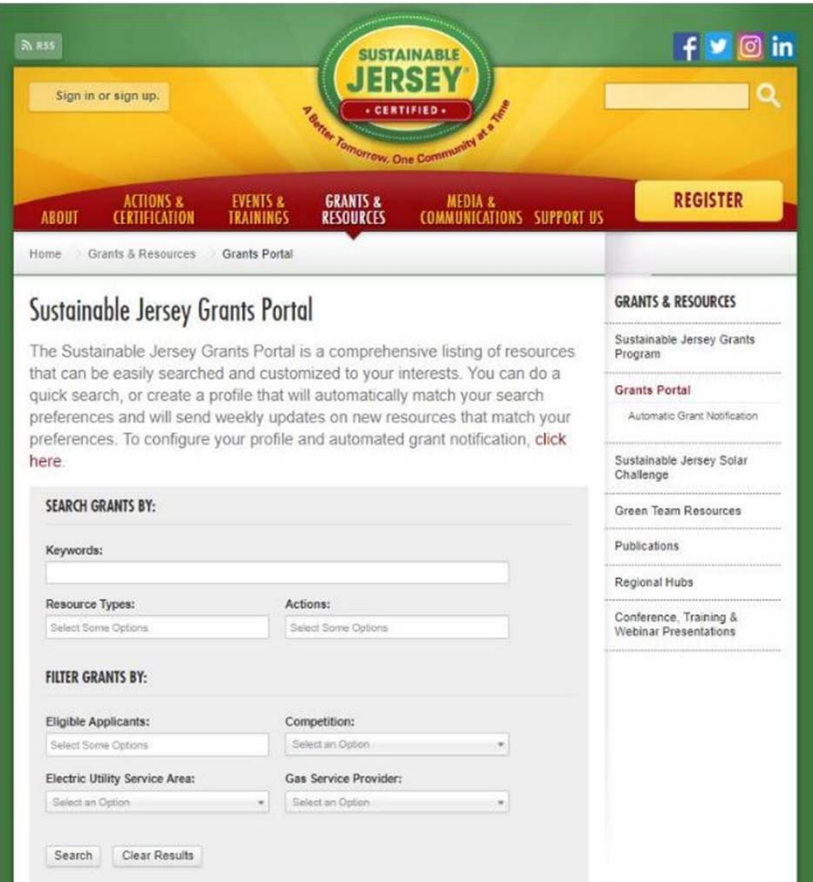 RSS
SUSTAINABLE
JERSEY
• CERTIFIED •
A Better Tomorrow, One Community at a Time
Sign in or sign up.
ABOUT
ACTIONS &
CERTIFICATION
EVENTS &
TRAININGS
GRANTS &
RESOURCES
MEDIA &
COMMUNICATIONS
SUPPORT US
REGISTER
Home Grants & Resources Grants Portal
Sustainable Jersey Grants Portal
The Sustainable Jersey Grants Portal is a comprehensive listing of resources
that can be easily searched and customized to your interests. You can do a
quick search, or create a profile that will automatically match your search
preferences and will send weekly updates on new resources that match your
preferences. To configure your profile and automated grant notification, click
here.
SEARCH GRANTS BY:
Keywords:
Resource Types: Actions:
Select Some Options Select Some Options
FILTER GRANTS BY:
Eligible Applicants: Competition:
Select Some Options Select an Option
Electric Utility Service Area: Gas Service Provider:
Select an Option Select an Option
Search Clear Results
GRANTS & RESOURCES
Sustainable Jersey Grants
Program
Grants Portal
Automatic Grant Notification
Sustainable Jersey Solar
Challenge
Green Team Resources
Publications
Regional Hubs
Conference, Training &
Webinar Presentations